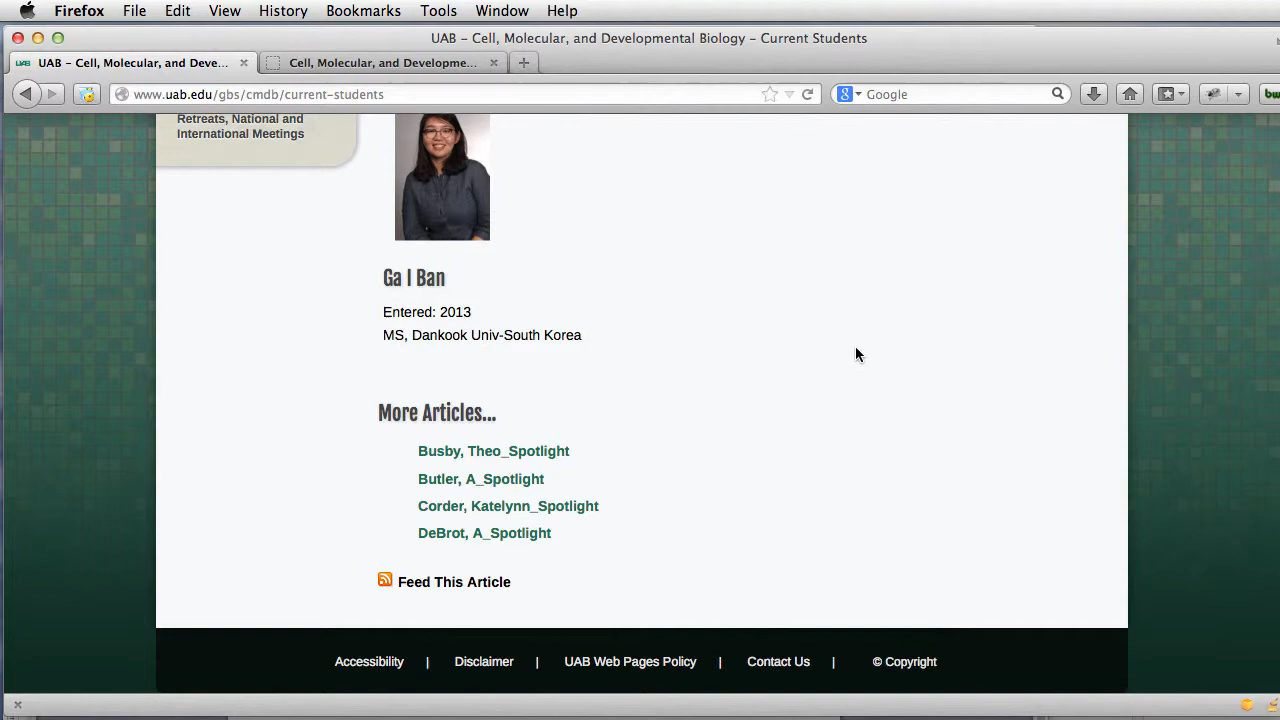 Firefox File Edit View History Bookmarks Tools Window Help
UAB – Cell, Molecular, and Developmental Biology – Current Students
UAB – Cell, Molecular, and Deve... Cell, Molecular, and Developme...
www.uab.edu/gbs/cmdb/current-students
Google
Retreats, National and
International Meetings
Ga I Ban
Entered: 2013
MS, Dankook Univ-South Korea
More Articles...
Busby, Theo_Spotlight
Butler, A_Spotlight
Corder, Katelynn_Spotlight
DeBrot, A_Spotlight
Feed This Article
Accessibility | Disclaimer | UAB Web Pages Policy | Contact Us | © Copyright